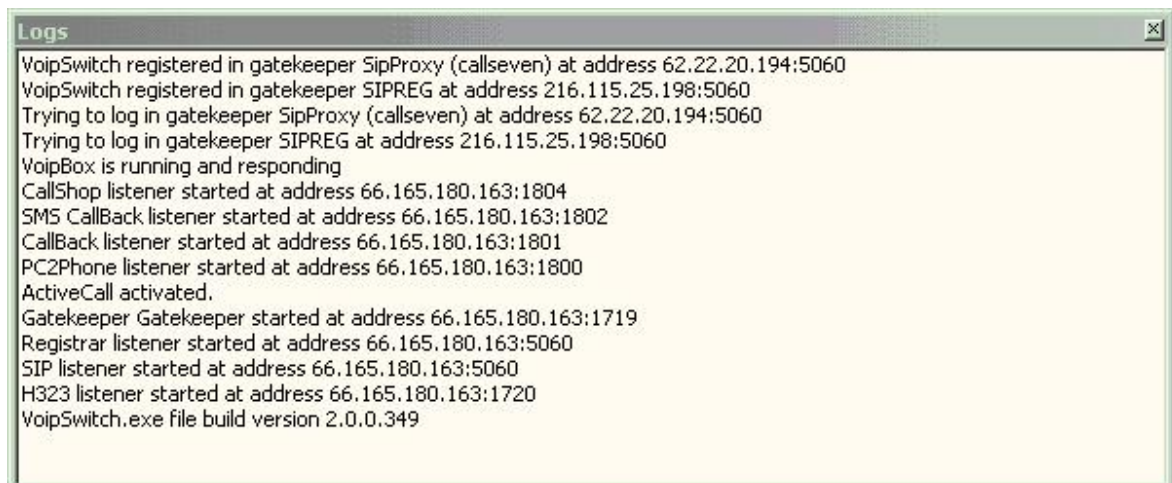 Logs
VoipSwitch registered in gatekeeper SipProxy (callseven) at address 62.22.20.194:5060
VoipSwitch registered in gatekeeper SIPREG at address 216.115.25.198:5060
Trying to log in gatekeeper SipProxy (callseven) at address 62.22.20.194:5060
Trying to log in gatekeeper SIPREG at address 216.115.25.198:5060
VoipBox is running and responding
CallShop listener started at address 66.165.180.163:1804
SMS CallBack listener started at address 66.165.180.163:1802
CallBack listener started at address 66.165.180.163:1801
PC2Phone listener started at address 66.165.180.163:1800
ActiveCall activated.
Gatekeeper Gatekeeper started at address 66.165.180.163:1719
Registrar listener started at address 66.165.180.163:5060
SIP listener started at address 66.165.180.163:5060
H323 listener started at address 66.165.180.163:1720
VoipSwitch.exe file build version 2.0.0.349